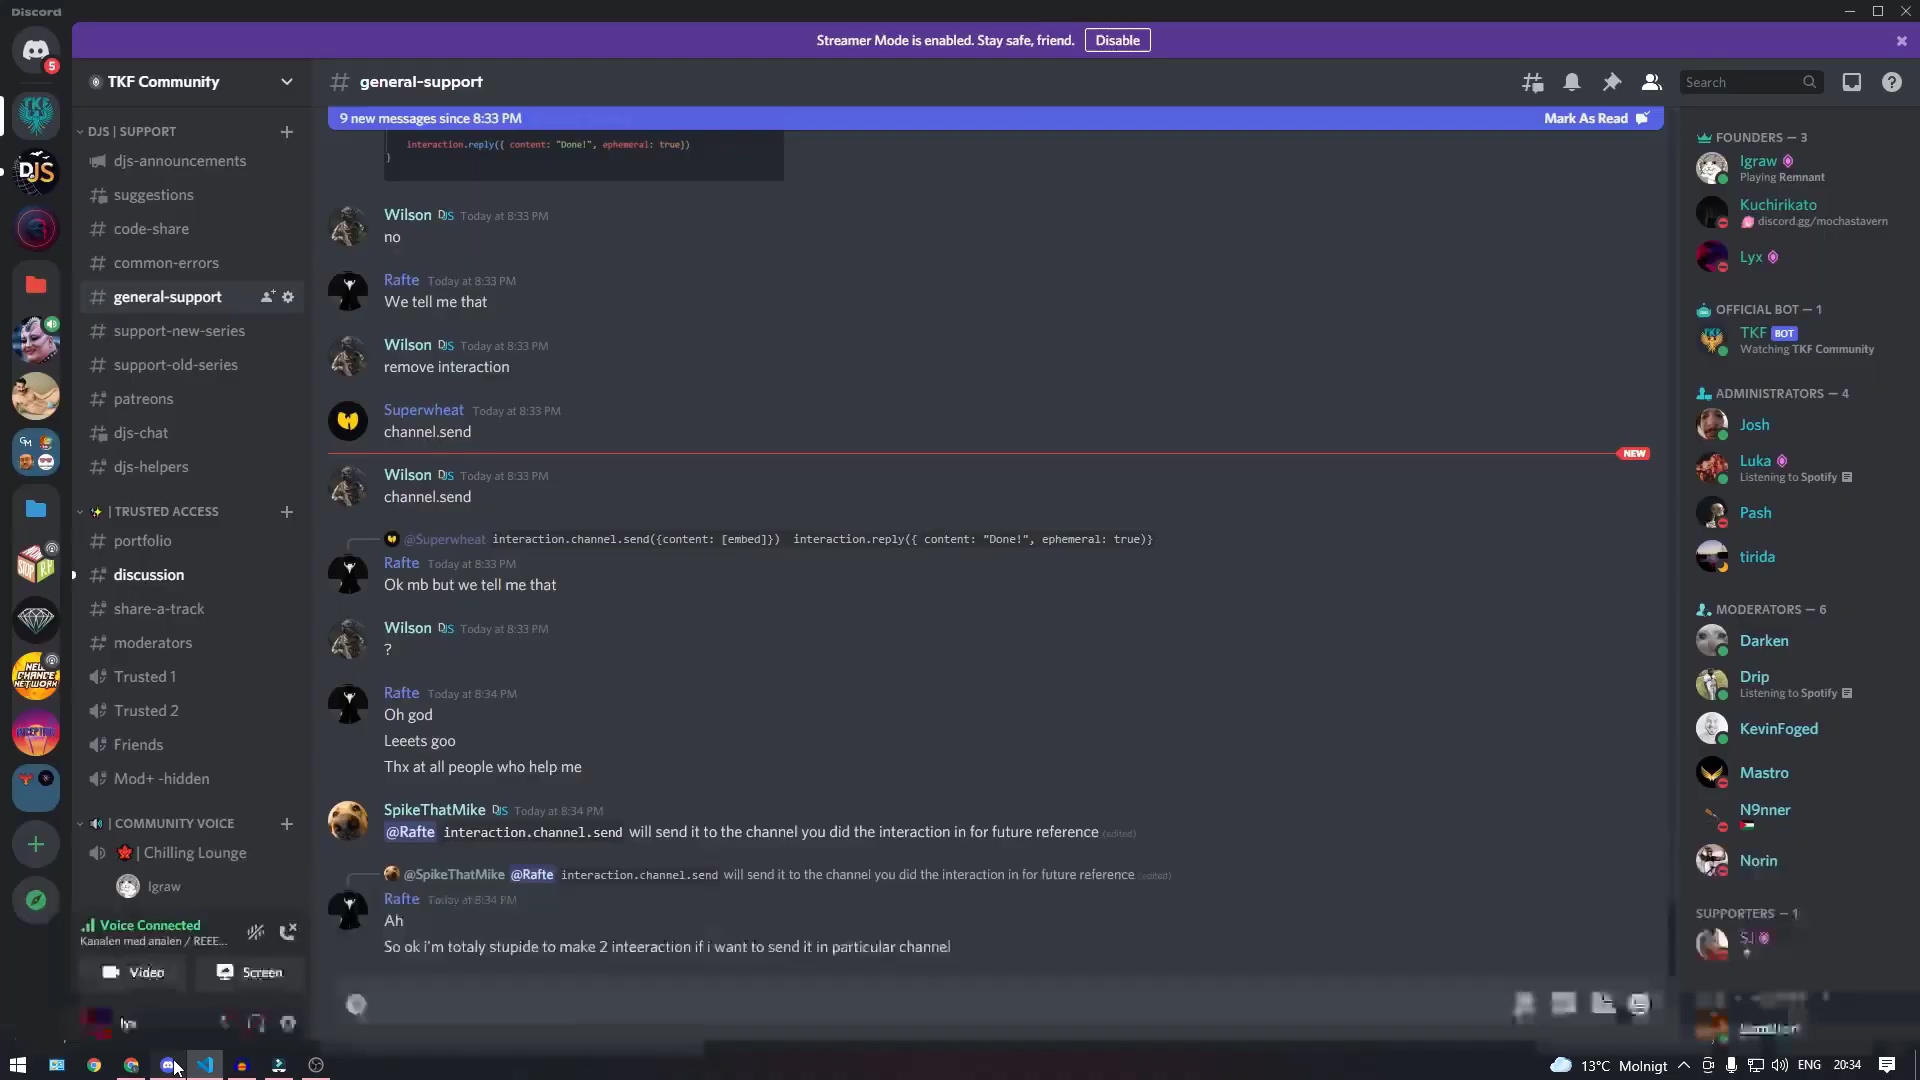 Discord
Streamer Mode is enabled. Stay safe, friend. Disable
5
TKF Community
general-support
Search
9 new messages since 8:33 PM
Mark As Read
DJS | SUPPORT
djs-announcements
suggestions
code-share
common-errors
general-support
support-new-series
support-old-series
patreons
djs-chat
djs-helpers
| TRUSTED ACCESS
portfolio
discussion
share-a-track
moderators
Trusted 1
Trusted 2
Friends
Mod+ -hidden
| COMMUNITY VOICE
| Chilling Lounge
Igraw
Voice Connected
Kanalen med analen / REEE...
Video
Screen
interaction.reply({ content: "Done!", ephemeral: true})
}
Wilson DJS Today at 8:33 PM
no
Rafte Today at 8:33 PM
We tell me that
Wilson DJS Today at 8:33 PM
remove interaction
Superwheat Today at 8:33 PM
channel.send
NEW
Wilson DJS Today at 8:33 PM
channel.send
@Superwheat interaction.channel.send({content: [embed]}) interaction.reply({ content: "Done!", ephemeral: true)}
Rafte Today at 8:33 PM
Ok mb but we tell me that
Wilson DJS Today at 8:33 PM
?
Rafte Today at 8:34 PM
Oh god
Leeets goo
Thx at all people who help me
SpikeThatMike DJS Today at 8:34 PM
@Rafte interaction.channel.send will send it to the channel you did the interaction in for future reference (edited)
@SpikeThatMike @Rafte interaction.channel.send will send it to the channel you did the interaction in for future reference (edited)
Rafte Today at 8:34 PM
Ah
So ok i'm totaly stupide to make 2 inteeraction if i want to send it in particular channel
FOUNDERS — 3
Igraw
Playing Remnant
Kuchirikato
discord.gg/mochastavern
Lyx
OFFICIAL BOT — 1
TKF BOT
Watching TKF Community
ADMINISTRATORS — 4
Josh
Luka
Listening to Spotify
Pash
tirida
MODERATORS — 6
Darken
Drip
Listening to Spotify
KevinFoged
Mastro
N9nner
Norin
SUPPORTERS — 1
13°C Molnigt
ENG
20:34